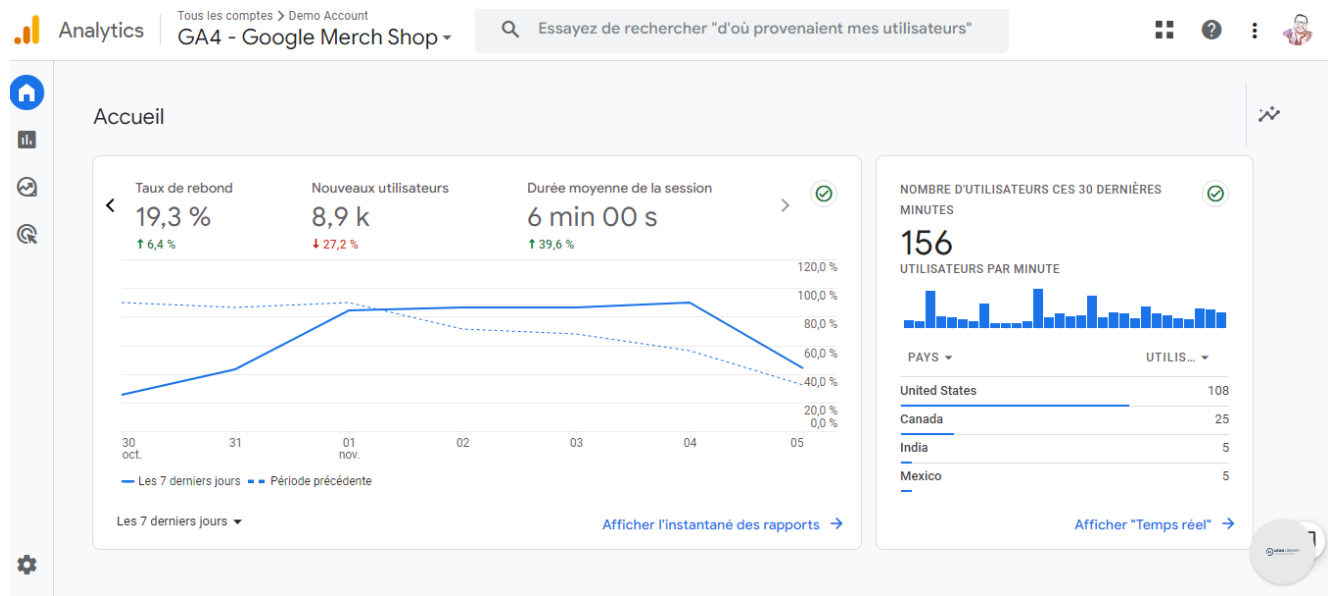 Analytics
Tous les comptes > Demo Account
GA4 - Google Merch Shop
Essayez de rechercher "d'où provenaient mes utilisateurs"
Accueil
Taux de rebond
19,3 %
↑ 6,4 %
Nouveaux utilisateurs
8,9 k
↓ 27,2 %
Durée moyenne de la session
6 min 00 s
↑ 39,6 %
120,0 %
100,0 %
80,0 %
60,0 %
40,0 %
20,0 %
0,0 %
30
oct.
31
01
nov.
02
03
04
05
Les 7 derniers jours
Période précédente
Les 7 derniers jours
Afficher l'instantané des rapports
NOMBRE D'UTILISATEURS CES 30 DERNIÈRES
MINUTES
156
UTILISATEURS PAR MINUTE
PAYS
UTILIS...
United States 108
Canada 25
India 5
Mexico 5
Afficher "Temps réel"